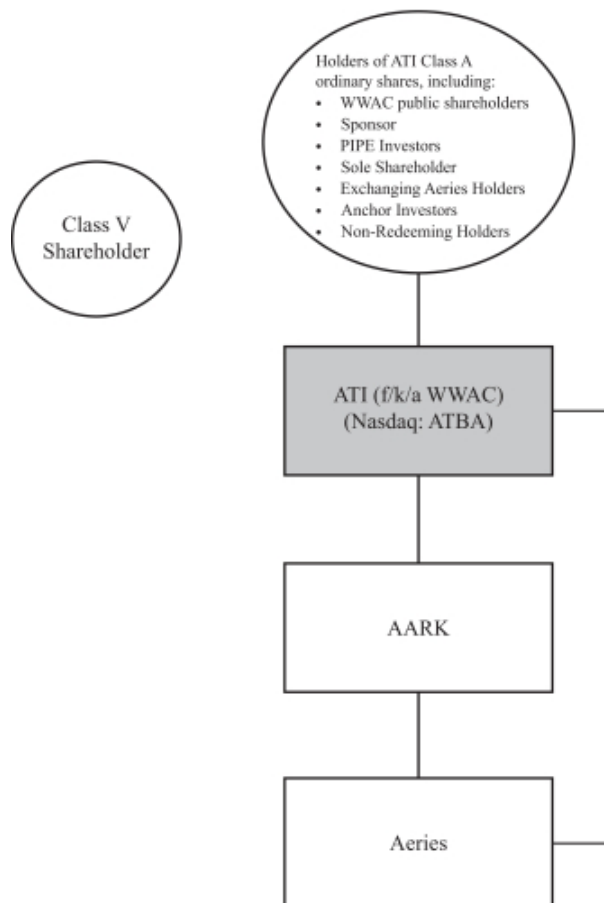 Holders of ATI Class A
ordinary shares, including:
• WWAC public shareholders
• Sponsor
• PIPE Investors
• Sole Shareholder
• Exchanging Aeries Holders
• Anchor Investors
• Non-Redeeming Holders
Class V
Shareholder
ATI (f/k/a WWAC)
(Nasdaq: ATBA)
AARK
Aeries